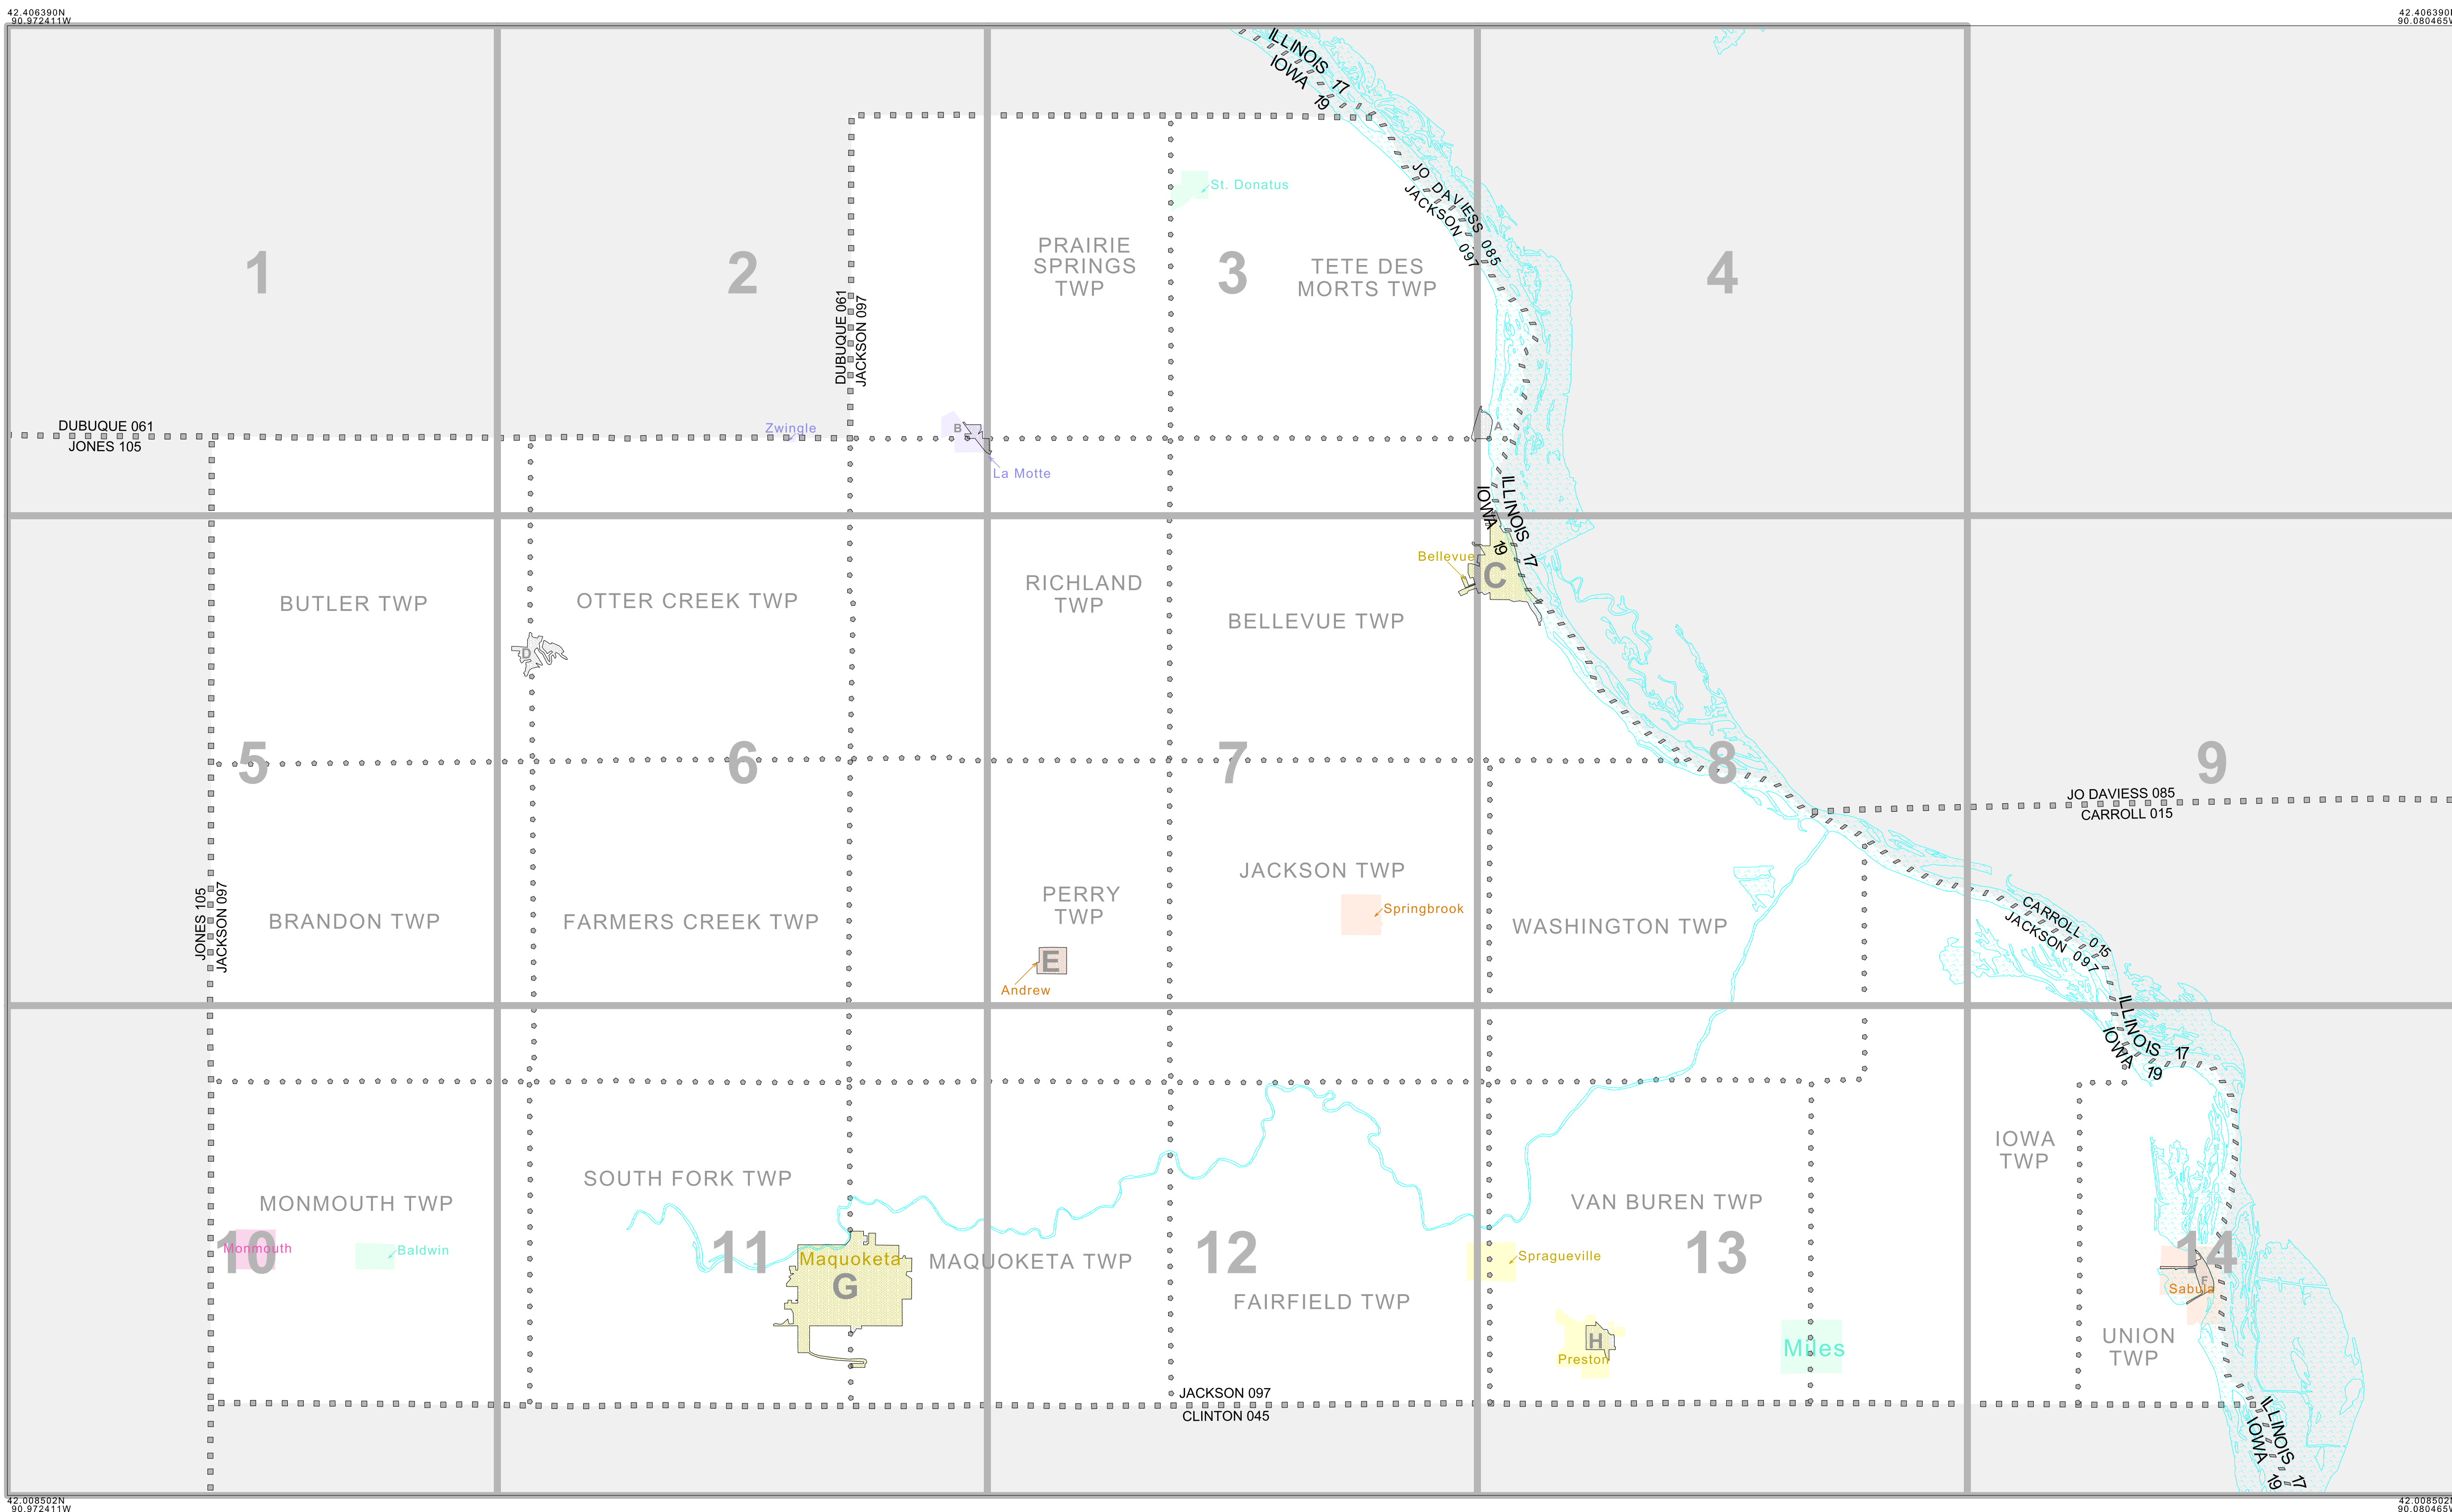 42.406390N
90.972411W
42.406390N
90.080465W
ILLINOIS 17
IOWA 19
St. Donatus
JO DAVIESS 085
JACKSON 097
PRAIRIE
SPRINGS
TWP
TETE DES
MORTS TWP
1
2
3
4
DUBUQUE 061
JACKSON 097
DUBUQUE 061
JONES 105
Zwingle
B
A
La Motte
IOWA 19
ILLINOIS 17
Bellevue
C
BUTLER TWP
OTTER CREEK TWP
RICHLAND
TWP
BELLEVUE TWP
D
5
6
7
8
9
JO DAVIESS 085
CARROLL 015
JONES 105
JACKSON 097
BRANDON TWP
FARMERS CREEK TWP
PERRY
TWP
JACKSON TWP
Springbrook
WASHINGTON TWP
CARROLL 015
JACKSON 097
E
Andrew
ILLINOIS 17
IOWA 19
IOWA
TWP
MONMOUTH TWP
SOUTH FORK TWP
VAN BUREN TWP
10
Monmouth
Baldwin
11
Maquoketa
G
MAQUOKETA TWP
12
Spragueville
13
14
F
Sabula
FAIRFIELD TWP
H
Preston
Miles
UNION
TWP
JACKSON 097
CLINTON 045
ILLINOIS 17
IOWA 19
42.008502N
90.972411W
42.008502N
90.080465W